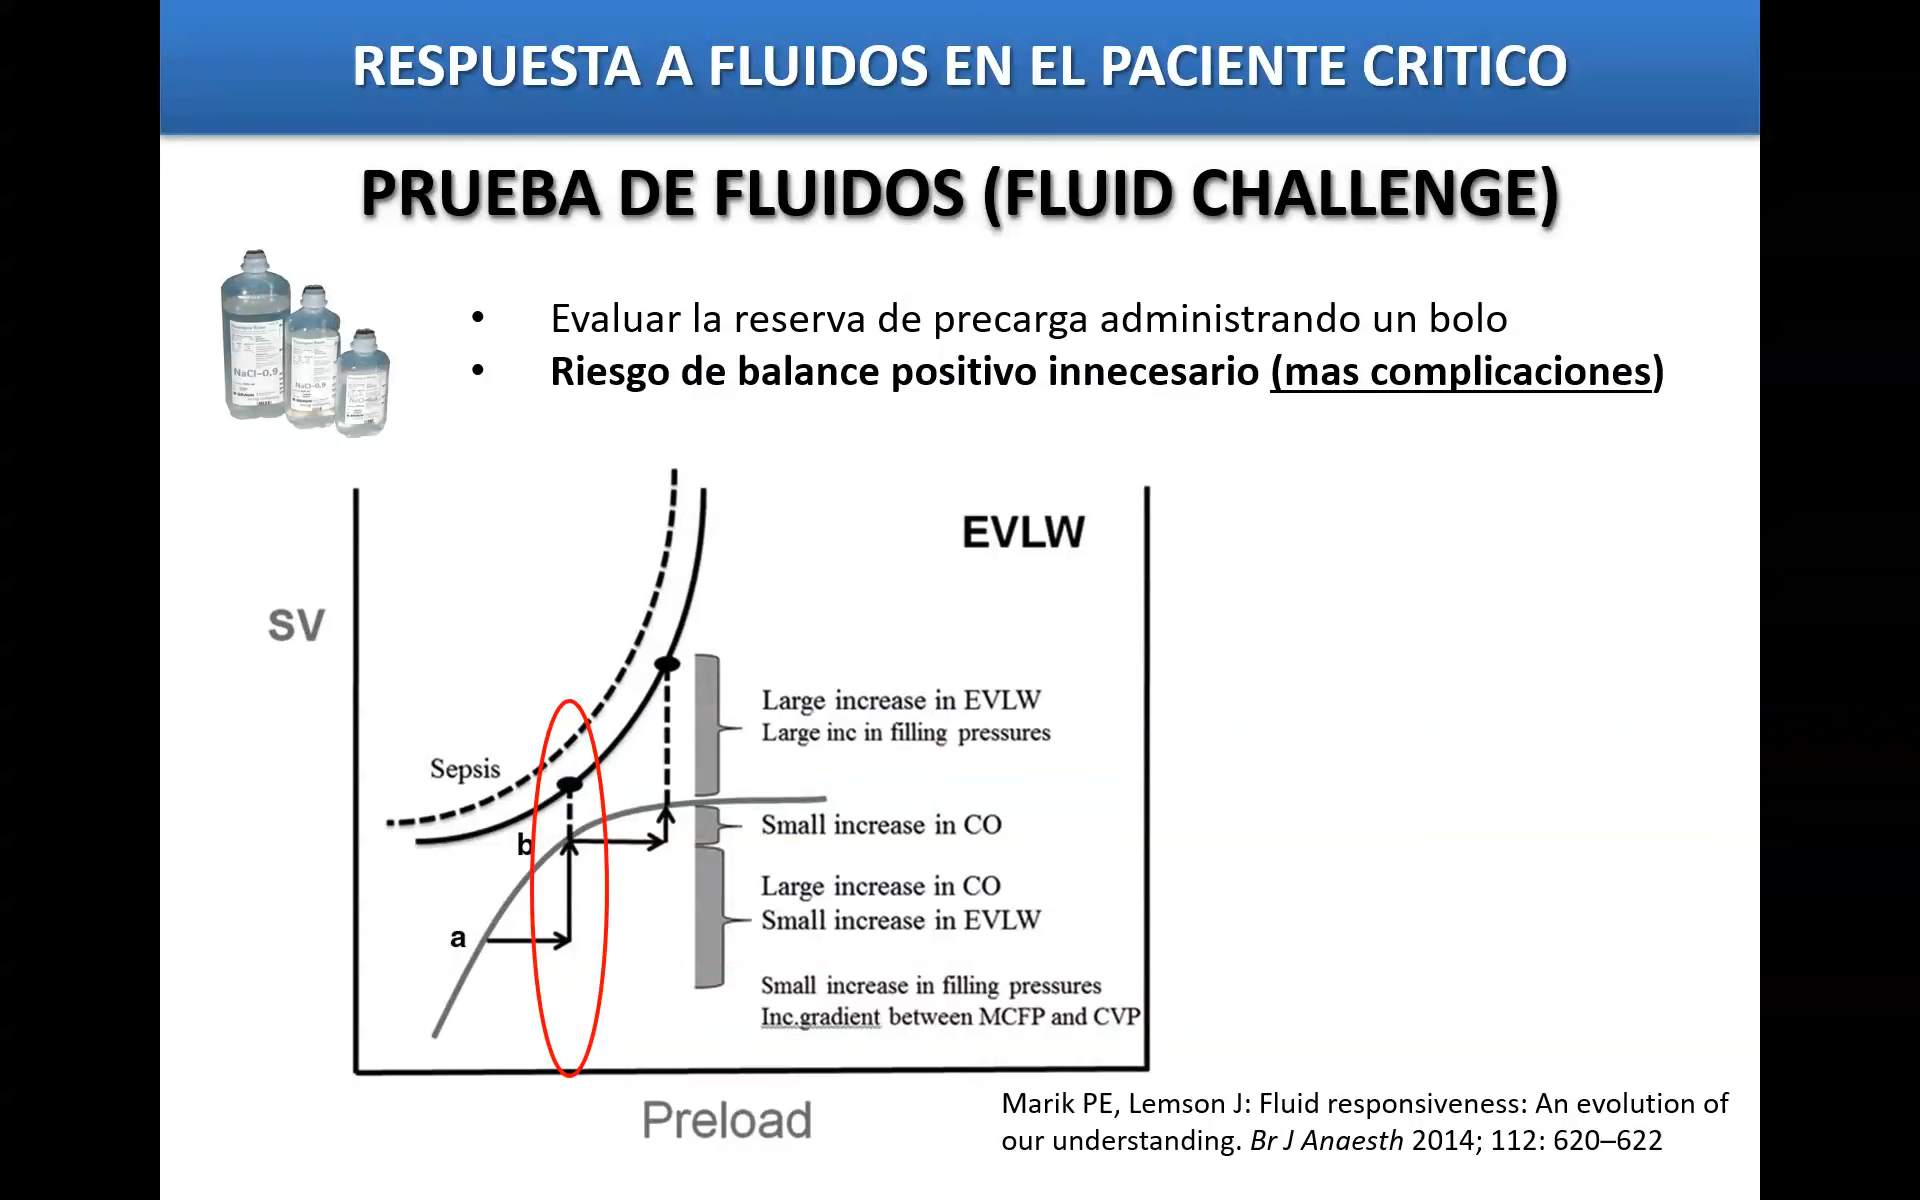 RESPUESTA A FLUIDOS EN EL PACIENTE CRITICO
PRUEBA DE FLUIDOS (FLUID CHALLENGE)
• Evaluar la reserva de precarga administrando un bolo
• Riesgo de balance positivo innecesario (mas complicaciones)
NaCl-0.9
NaCl-0.9
EVLW
SV
Large increase in EVLW
Large inc in filling pressures
Sepsis
Small increase in CO
b
Large increase in CO
Small increase in EVLW
a
Small increase in filling pressures
Inc.gradient between MCFP and CVP
Preload
Marik PE, Lemson J: Fluid responsiveness: An evolution of
our understanding. Br J Anaesth 2014; 112: 620–622